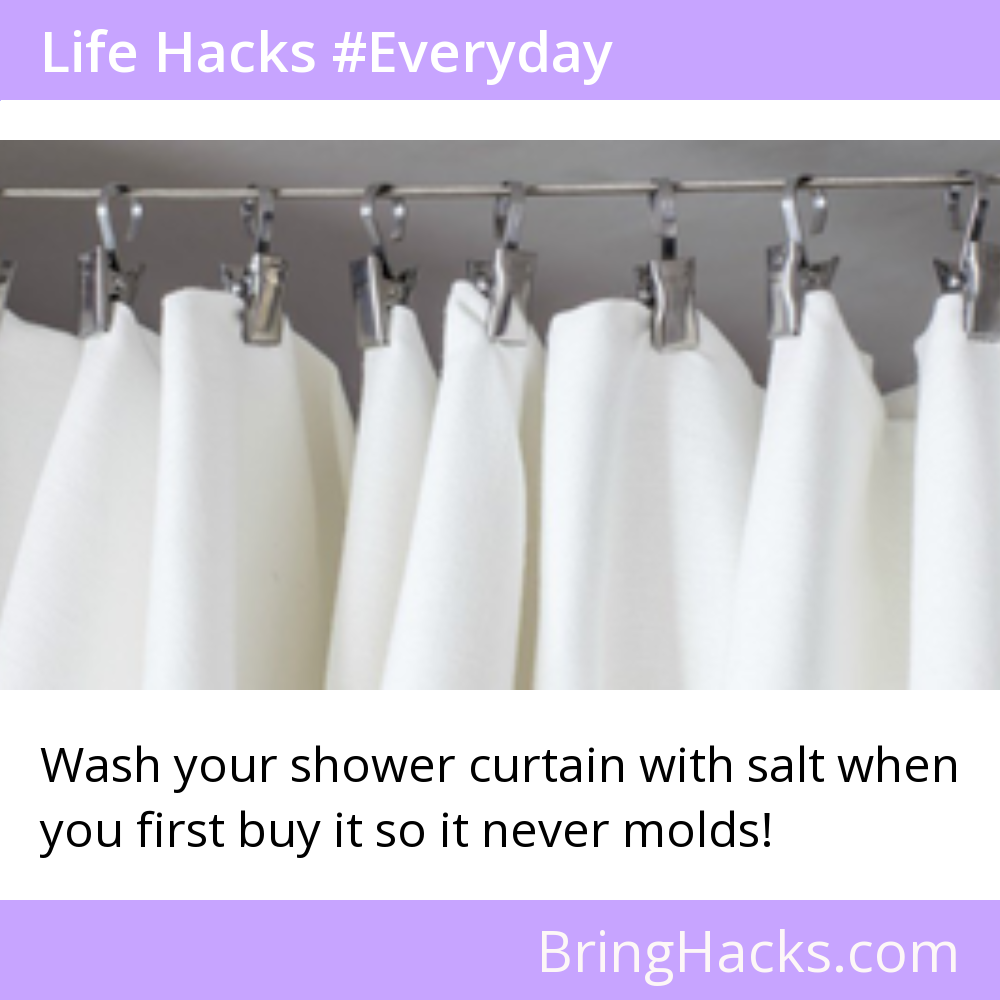 Life Hacks #Everyday
Wash your shower curtain with salt when
you first buy it so it never molds!
BringHacks.com